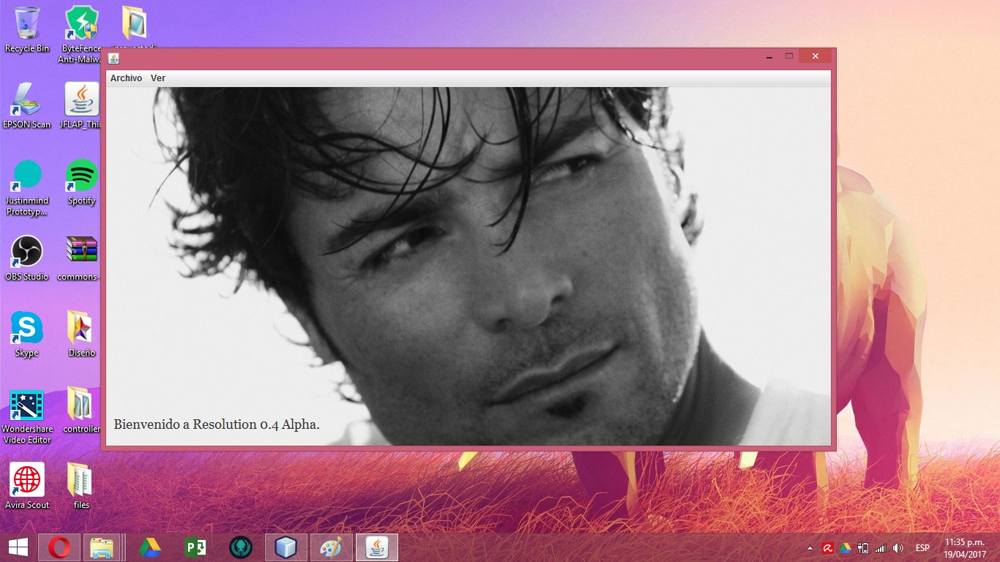 Recycle Bin
ByteFence
Anti-Malw...
Archivo Ver
EPSON Scan
JFLAP_Thi
Justinmind
Prototyp...
Spotify
OBS Studio
commons-
Skype
Diseño
Wondershare
Video Editor
controller
Bienvenido a Resolution 0.4 Alpha.
Avira Scout
files
ESP
11:35 p.m.
19/04/2017